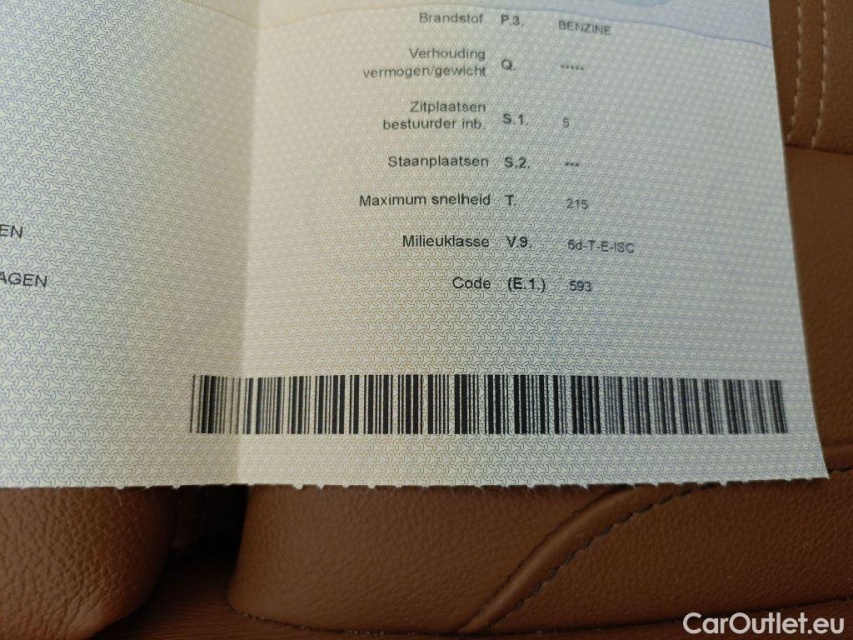 Brandstof P.3. BENZINE
Verhouding
vermogen/gewicht Q. -----
Zitplaatsen
bestuurder inb. S.1. 5
Staanplaatsen S.2. ---
Maximum snelheid T. 215
EN
Milieuklasse V.9. 6d-T-E-ISC
AGEN
Code (E.1.) 593
CarOutlet.eu